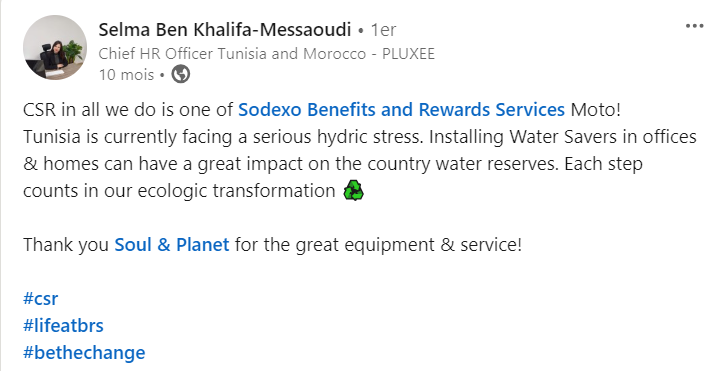 Selma Ben Khalifa-Messaoudi • 1er
Chief HR Officer Tunisia and Morocco - PLUXEE
10 mois •
CSR in all we do is one of Sodexo Benefits and Rewards Services Moto!
Tunisia is currently facing a serious hydric stress. Installing Water Savers in offices
& homes can have a great impact on the country water reserves. Each step
counts in our ecologic transformation ♻
Thank you Soul & Planet for the great equipment & service!
#csr
#lifeatbrs
#bethechange